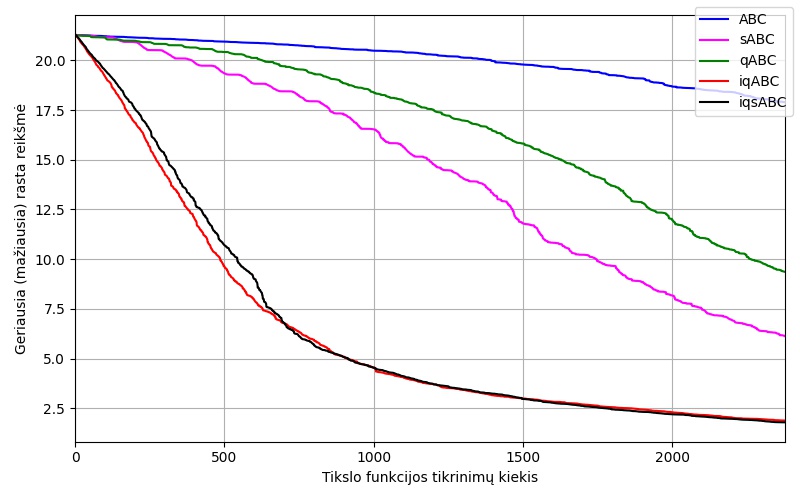 ABC
sABC
qABC
iqABC
iqsABC
20.0
17.5
15.0
12.5
10.0
7.5
5.0
2.5
Geriausia (mažiausia) rasta reikšmė
0 500 1000 1500 2000
Tikslo funkcijos tikrinimų kiekis